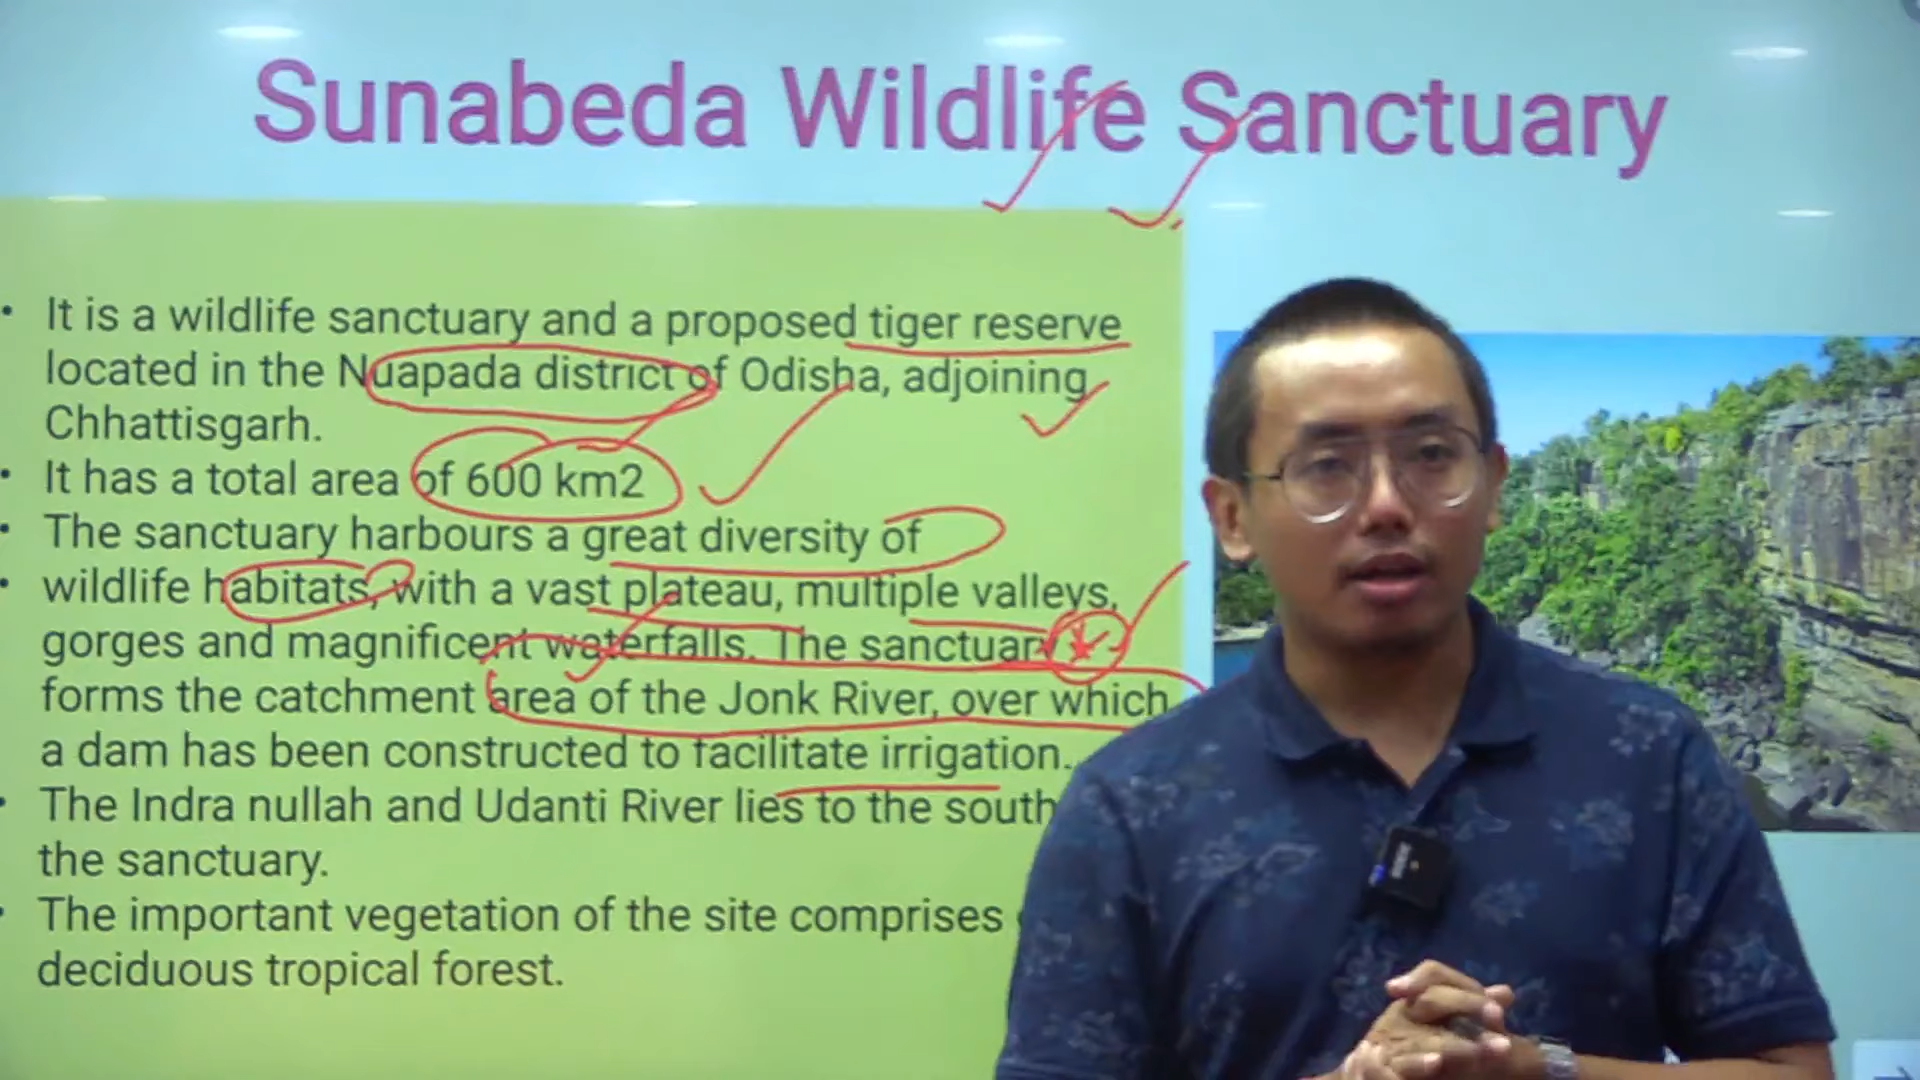 Sunabeda Wildlife Sanctuary
• It is a wildlife sanctuary and a proposed tiger reserve
located in the Nuapada district of Odisha, adjoining
Chhattisgarh.
• It has a total area of 600 km2
• The sanctuary harbours a great diversity of
• wildlife habitats, with a vast plateau, multiple valleys,
gorges and magnificent waterfalls. The sanctuary
forms the catchment area of the Jonk River, over which
a dam has been constructed to facilitate irrigation.
• The Indra nullah and Udanti River lies to the south
the sanctuary.
• The important vegetation of the site comprises
deciduous tropical forest.